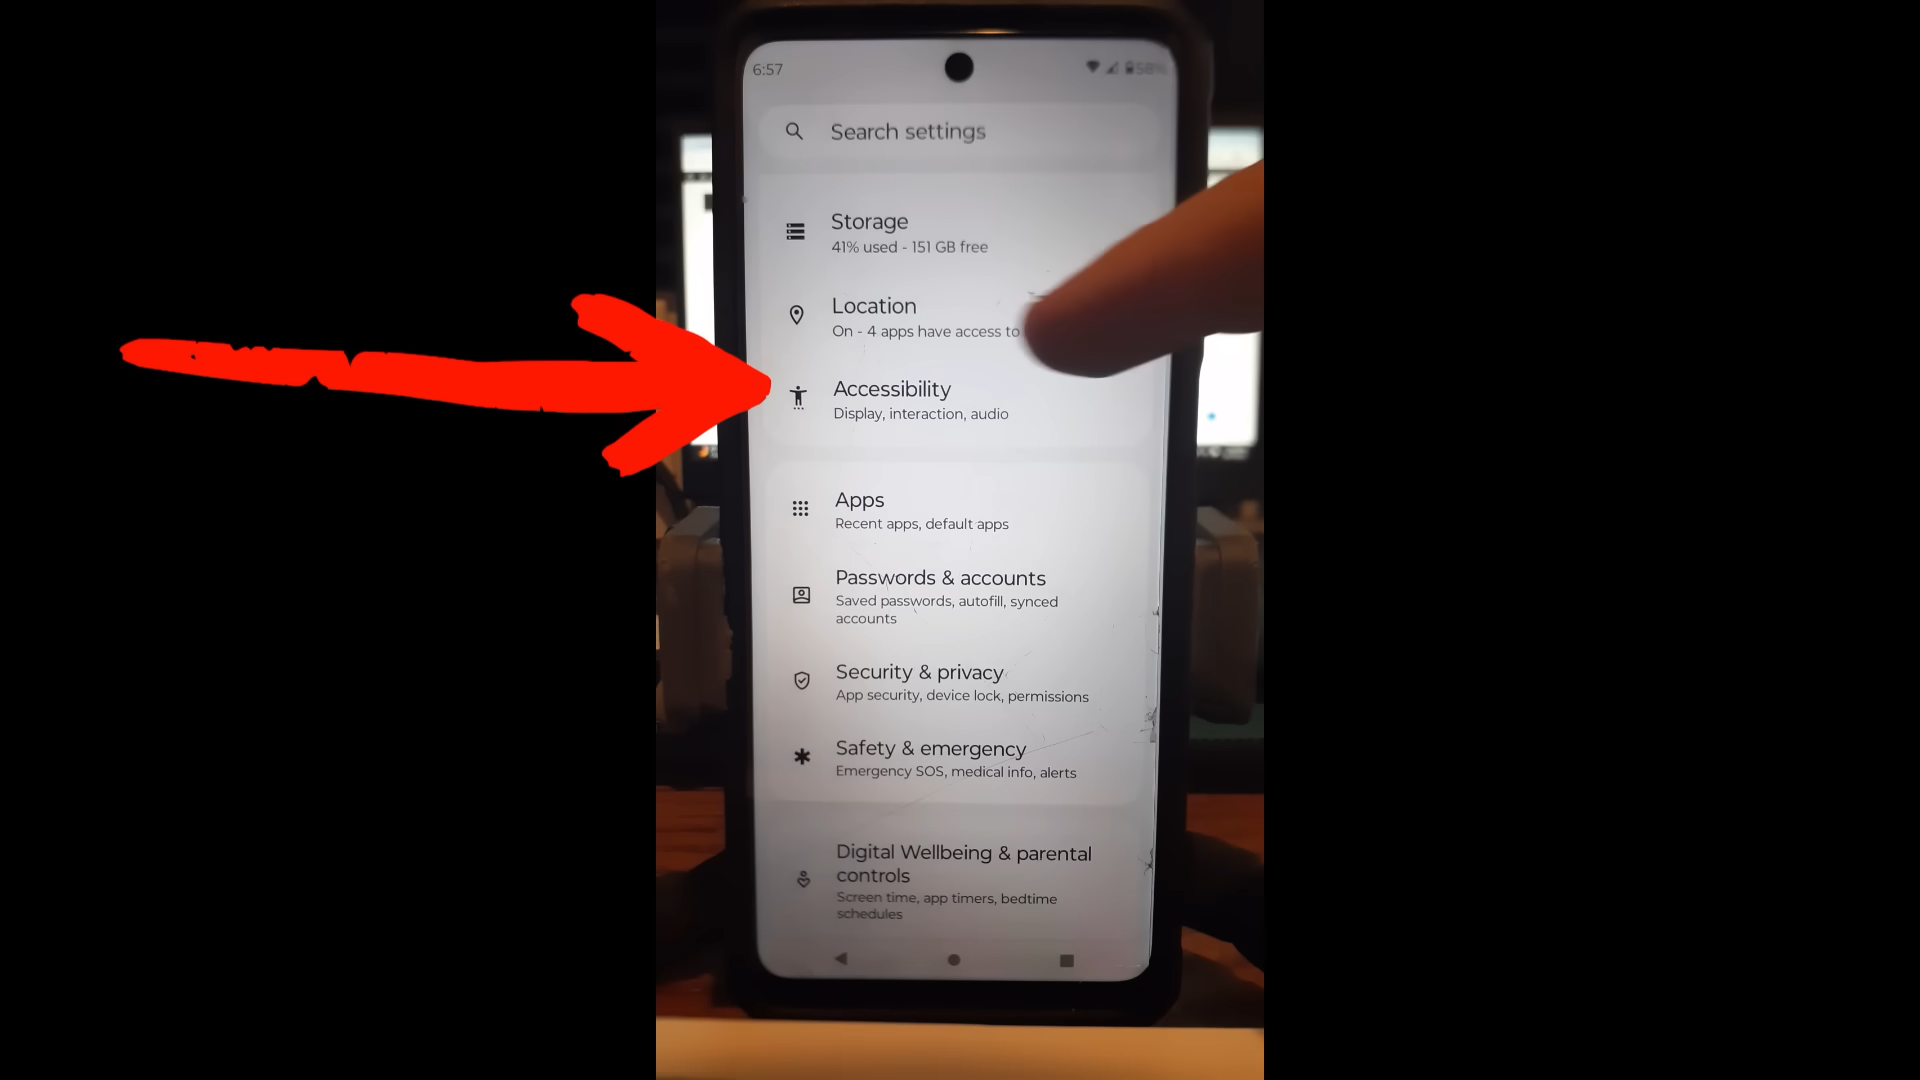 6:57
58%
Search settings
Storage
41% used - 151 GB free
Location
On - 4 apps have access to
Accessibility
Display, interaction, audio
Apps
Recent apps, default apps
Passwords & accounts
Saved passwords, autofill, synced
accounts
Security & privacy
App security, device lock, permissions
Safety & emergency
Emergency SOS, medical info, alerts
Digital Wellbeing & parental
controls
Screen time, app timers, bedtime
schedules